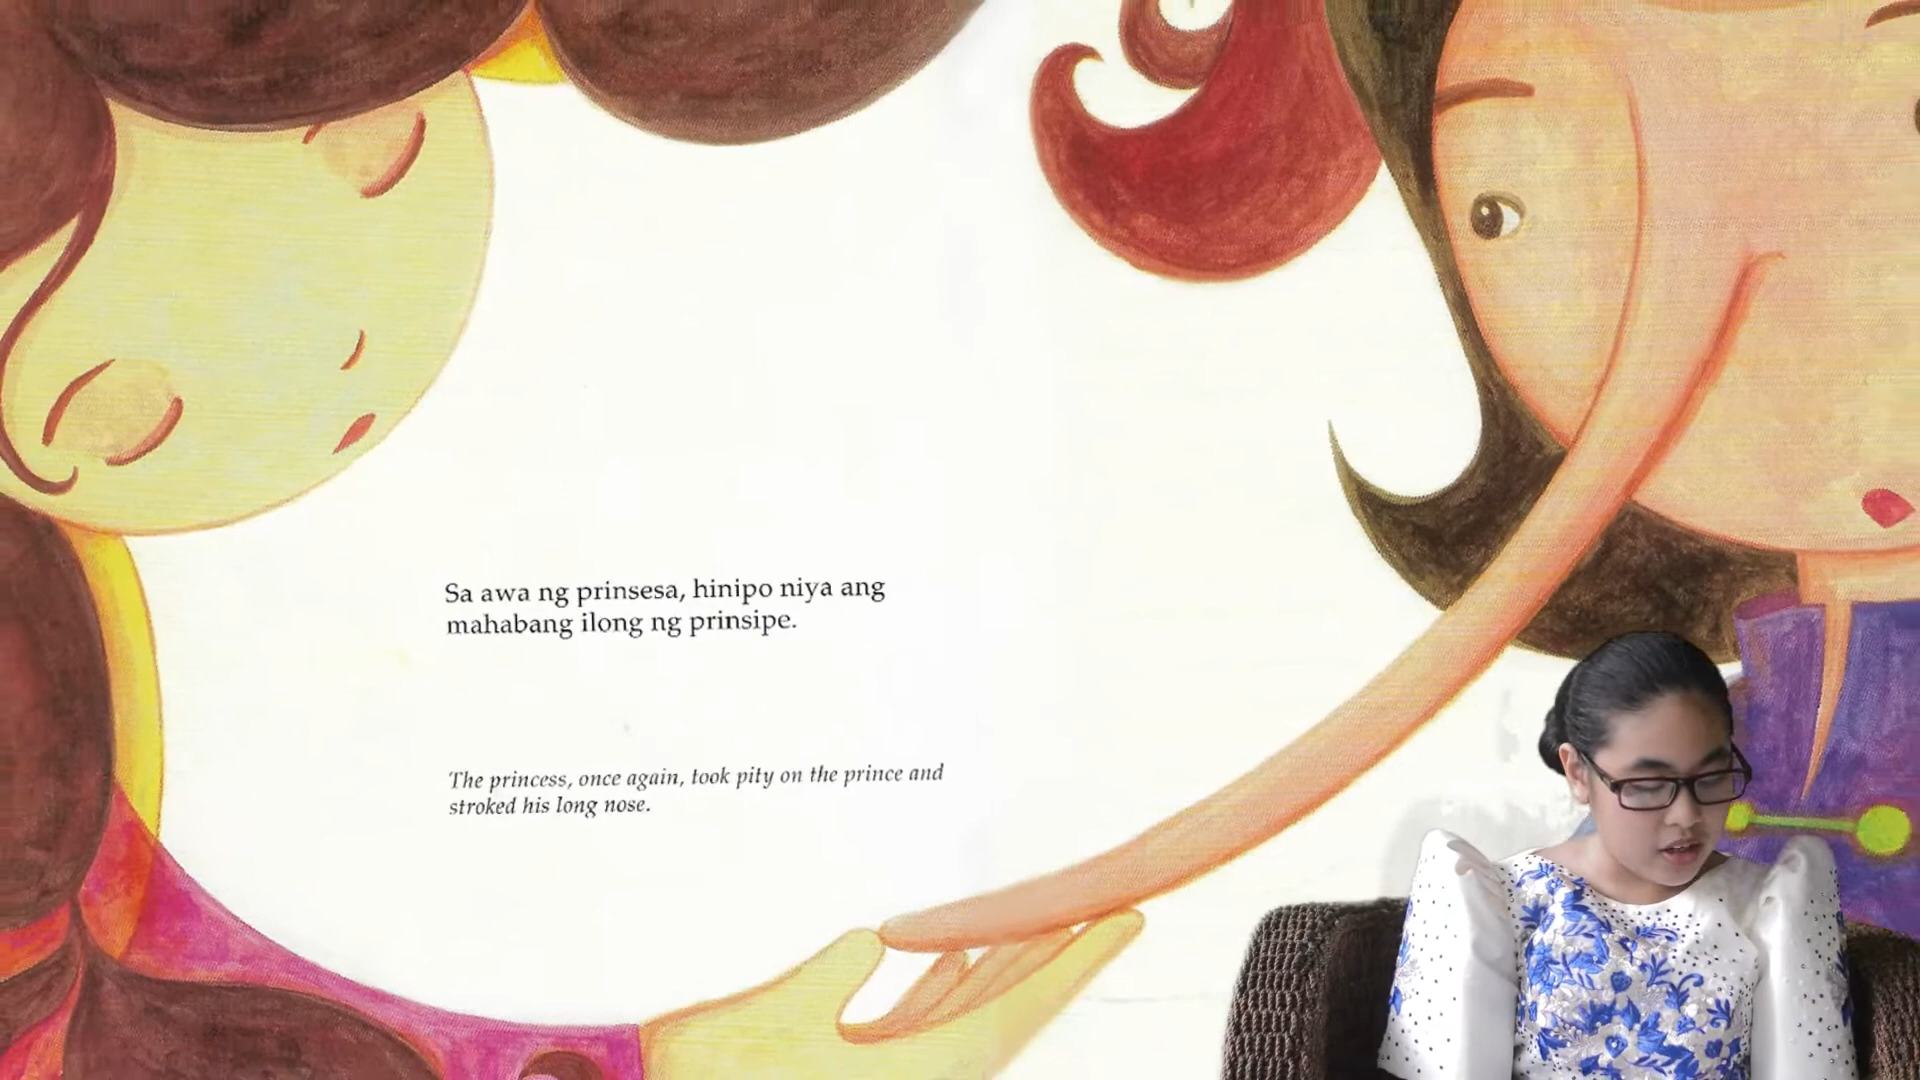 Sa awa ng prinsesa, hinipo niya ang
mahabang ilong ng prinsipe.
The princess, once again, took pity on the prince and
stroked his long nose.